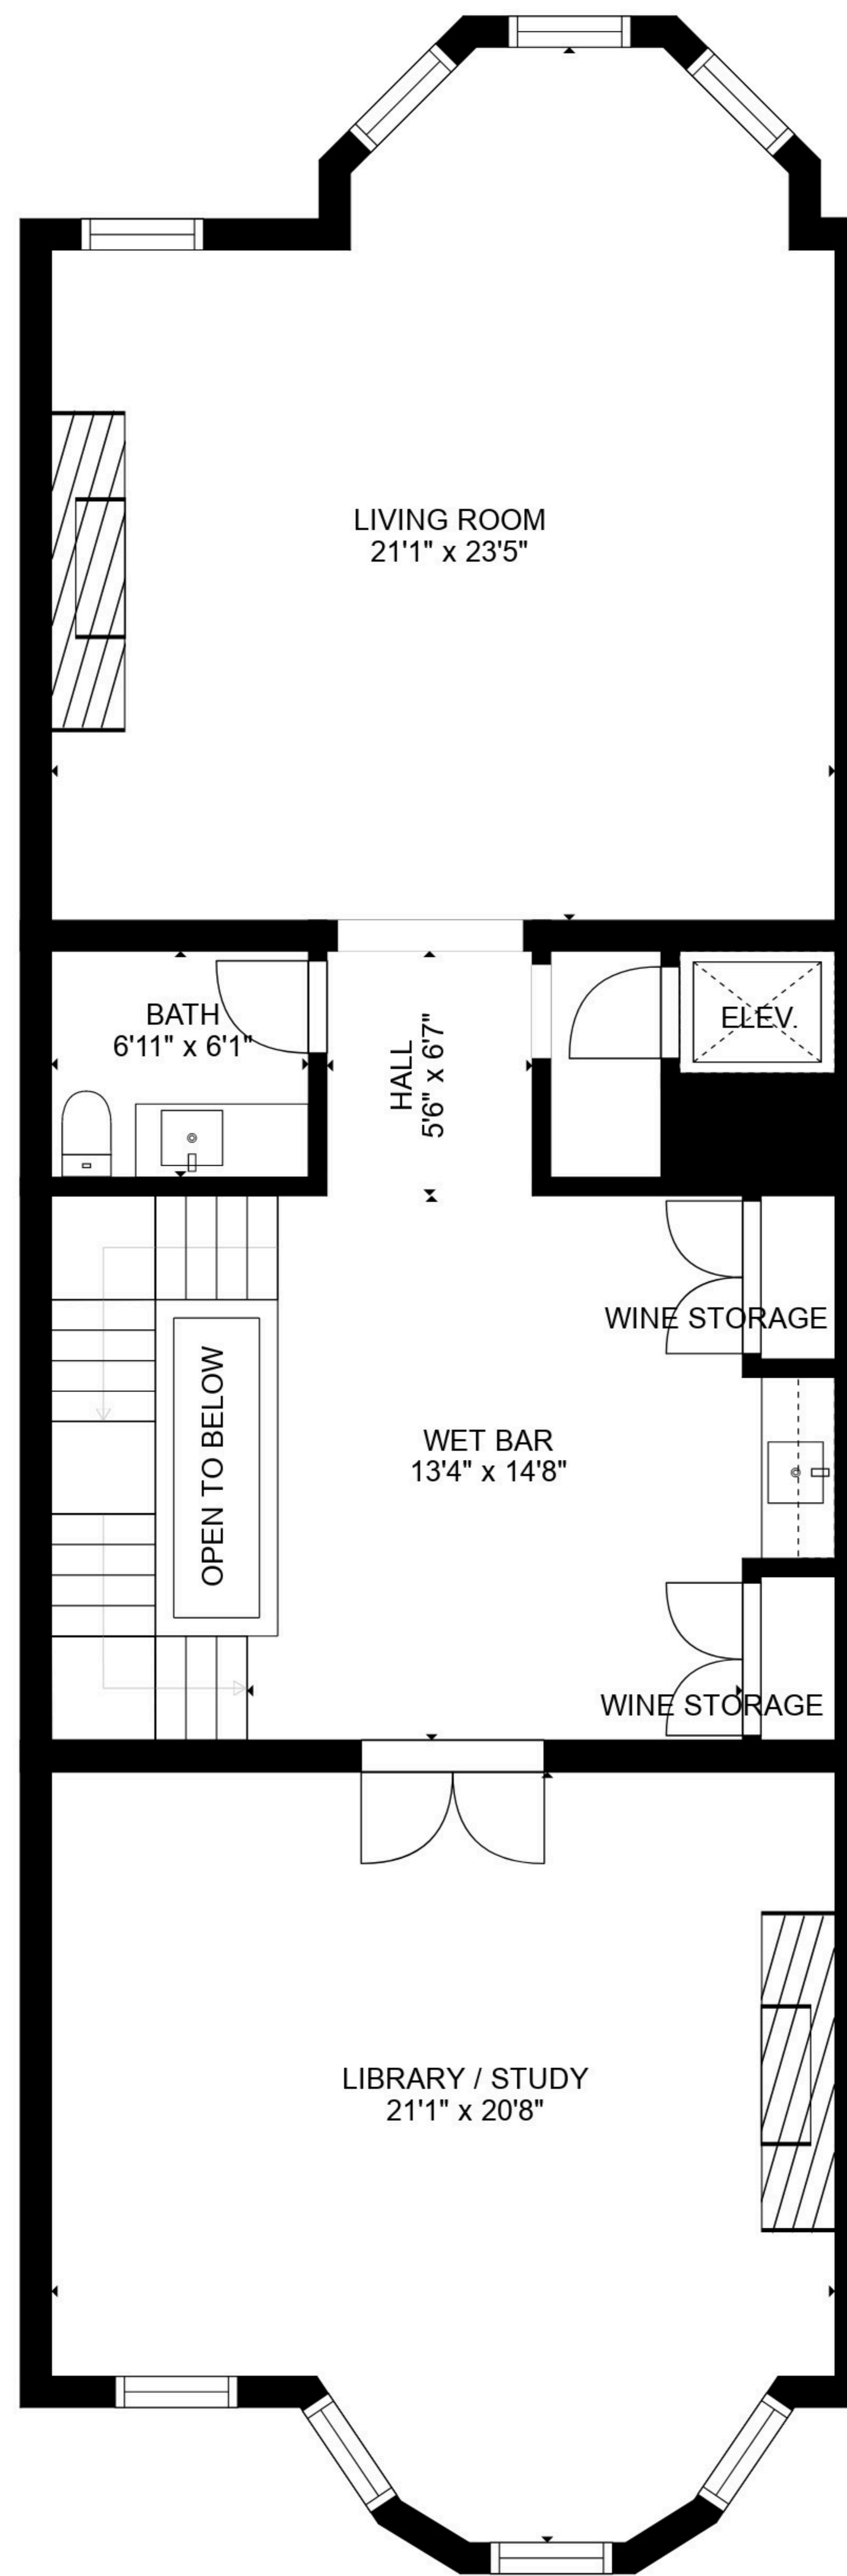 LIVING ROOM
21'1" x 23'5"
BATH
6'11" x 6'1"
HALL
5'6" x 6'7"
ELEV.
WINE STORAGE
OPEN TO BELOW
WET BAR
13'4" x 14'8"
WINE STORAGE
LIBRARY / STUDY
21'1" x 20'8"